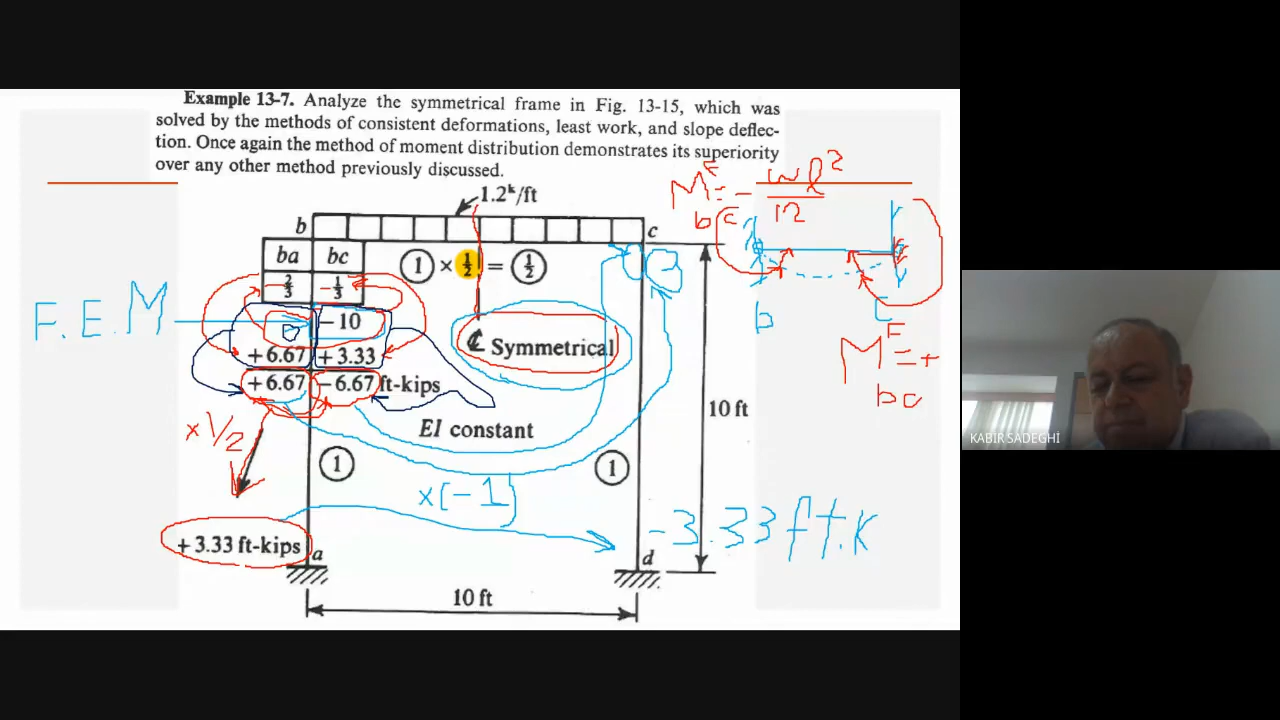 Example 13-7. Analyze the symmetrical frame in Fig. 13-15, which was
solved by the methods of consistent deformations, least work, and slope deflec-
tion. Once again the method of moment distribution demonstrates its superiority
over any other method previously discussed.
1.2ᵏ/ft
b
c
ba bc
1 × 1/2 = 1/2
-2/3 -1/3
0 -10
+6.67 +3.33
+6.67 -6.67 ft-kips
F.E.M
℄ Symmetrical
EI constant
10 ft
1
1
×1/2
×(-1)
+3.33 ft-kips
a
-3.33 ft.k
d
10 ft
Mᶠ = - wl²/12
bc
b
c
Mᶠ = +
bc
KABIR SADEGHI